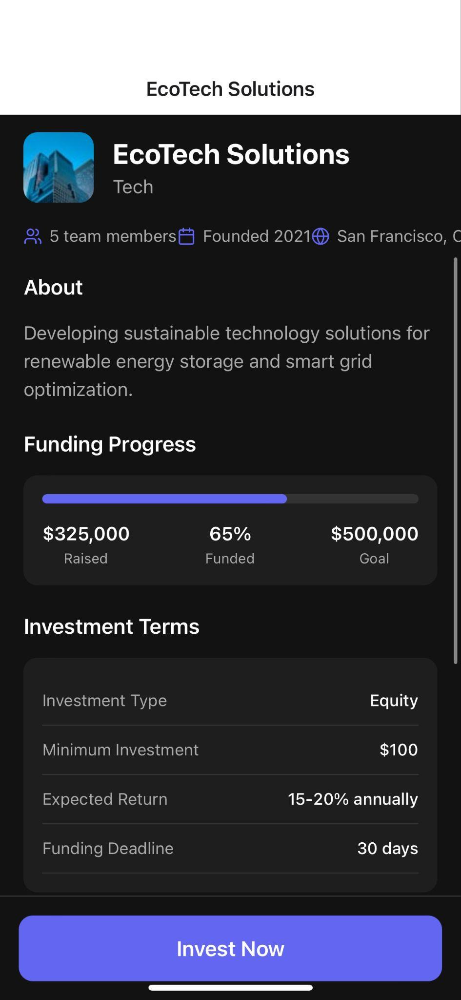 EcoTech Solutions
EcoTech Solutions
Tech
5 team members Founded 2021 San Francisco, C
About
Developing sustainable technology solutions for
renewable energy storage and smart grid
optimization.
Funding Progress
$325,000 65% $500,000
Raised Funded Goal
Investment Terms
Investment Type Equity
Minimum Investment $100
Expected Return 15-20% annually
Funding Deadline 30 days
Invest Now